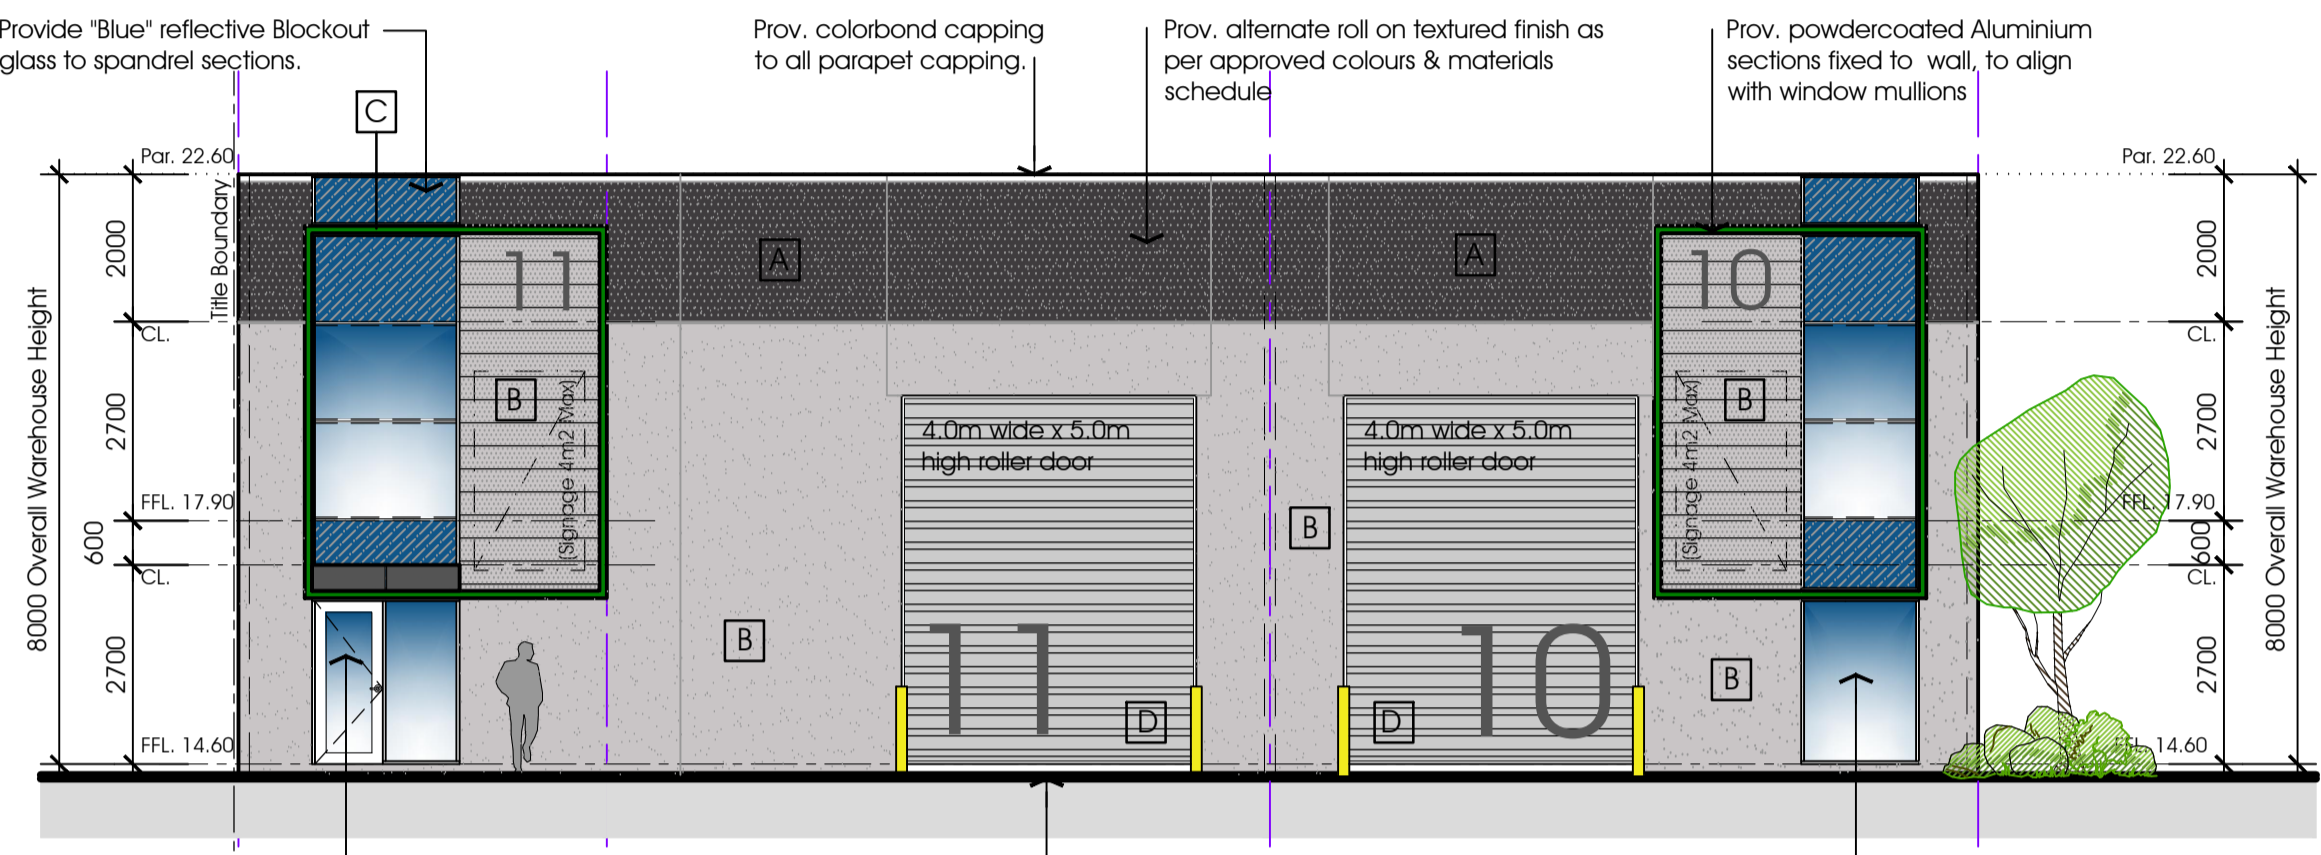 Provide "Blue" reflective Blockout
glass to spandrel sections.
Prov. colorbond capping
to all parapet capping.
Prov. alternate roll on textured finish as
per approved colours & materials
schedule
Prov. powdercoated Aluminium
sections fixed to wall, to align
with window mullions
C
Par. 22.60
Par. 22.60
Title Boundary
8000 Overall Warehouse Height
2000
2700
600
2700
CL.
FFL. 17.90
CL.
FFL. 14.60
11
B
(Signage 4m2 Max)
A
A
B
4.0m wide x 5.0m
high roller door
11
D
B
4.0m wide x 5.0m
high roller door
10
D
10
B
(Signage 4m2 Max)
B
2000
2700
600
2700
CL.
FFL. 17.90
CL.
FFL. 14.60
8000 Overall Warehouse Height